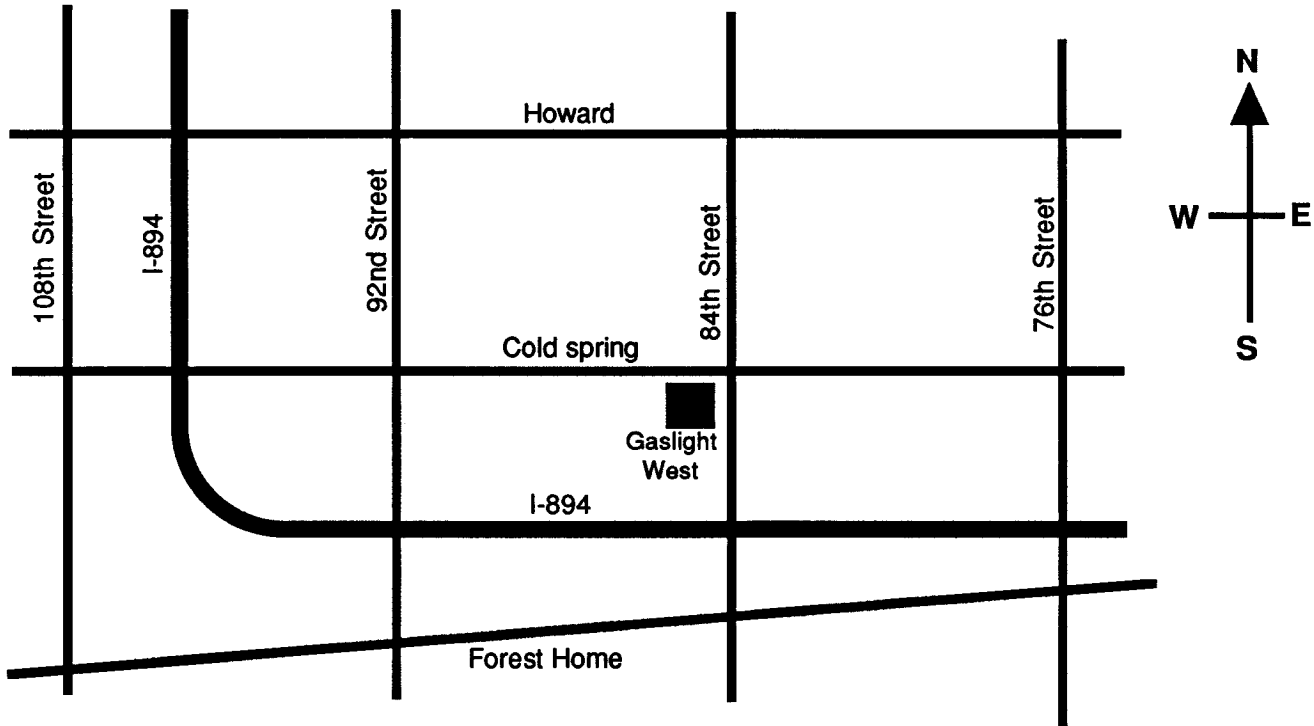 N
Howard
W E
108th Street
I-894
92nd Street
84th Street
76th Street
S
Cold spring
Gaslight
West
I-894
Forest Home